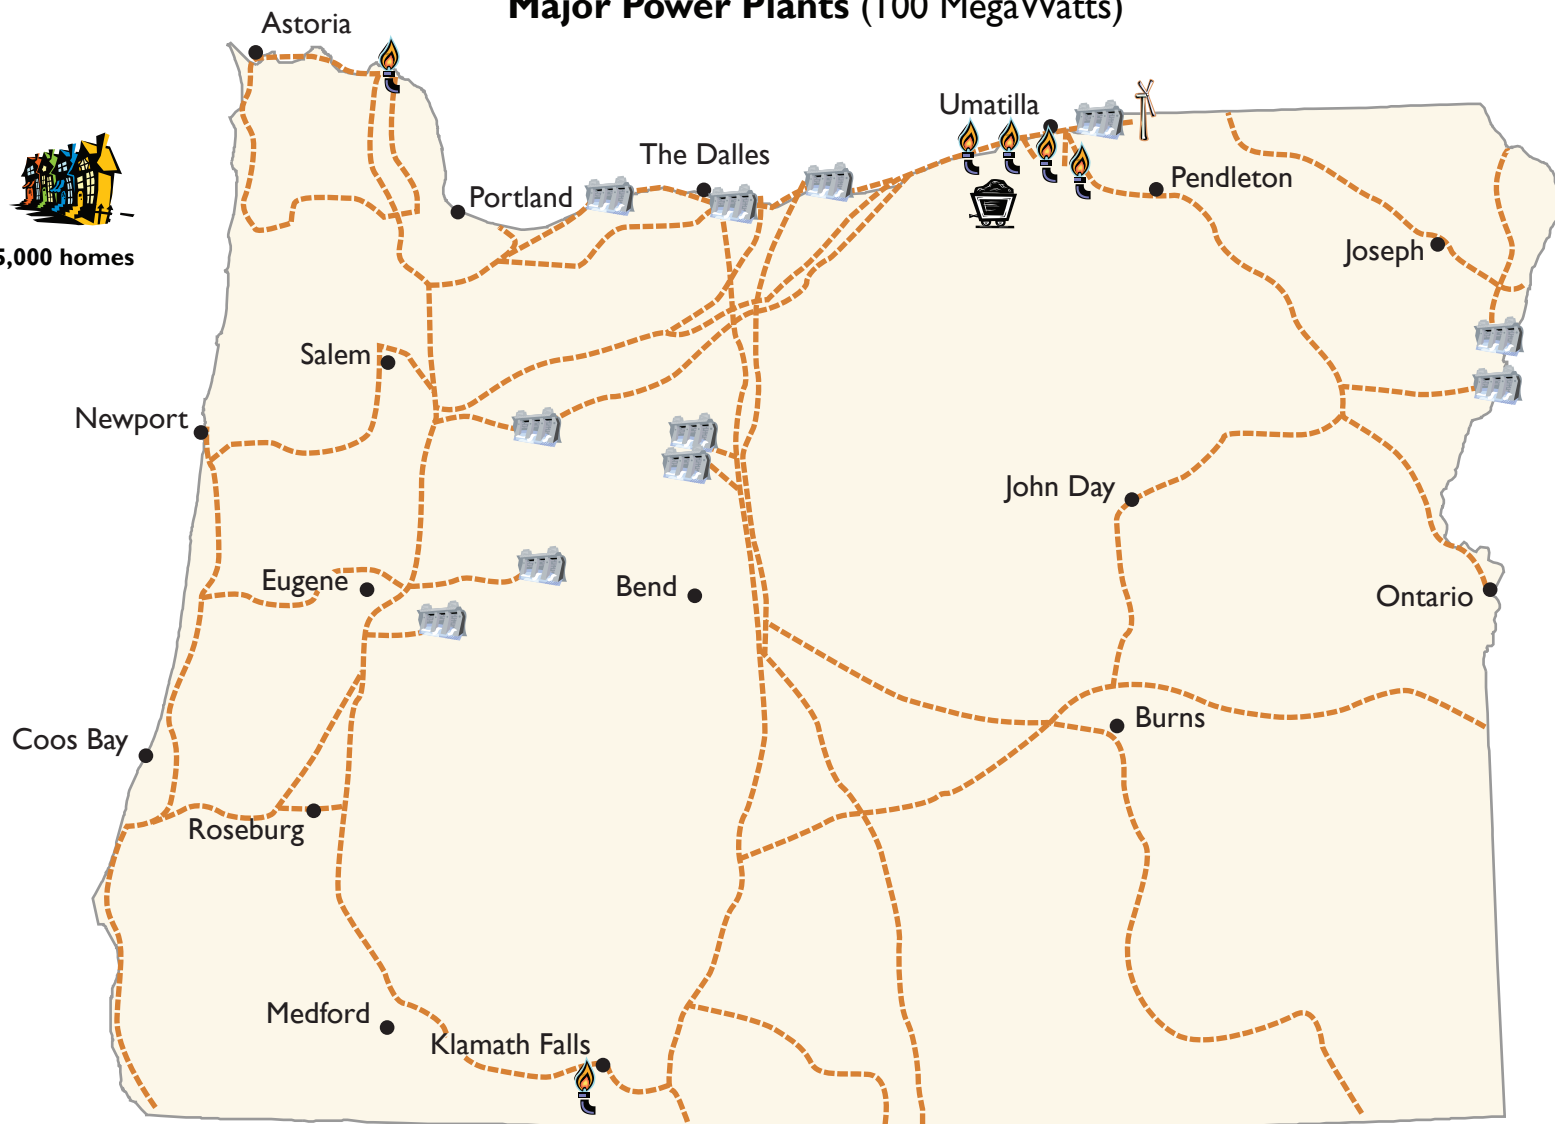 Major Power Plants (100 MegaWatts)
Astoria
Umatilla
The Dalles
Pendleton
Portland
Joseph
5,000 homes
Salem
Newport
John Day
Eugene
Bend
Ontario
Burns
Coos Bay
Roseburg
Medford
Klamath Falls